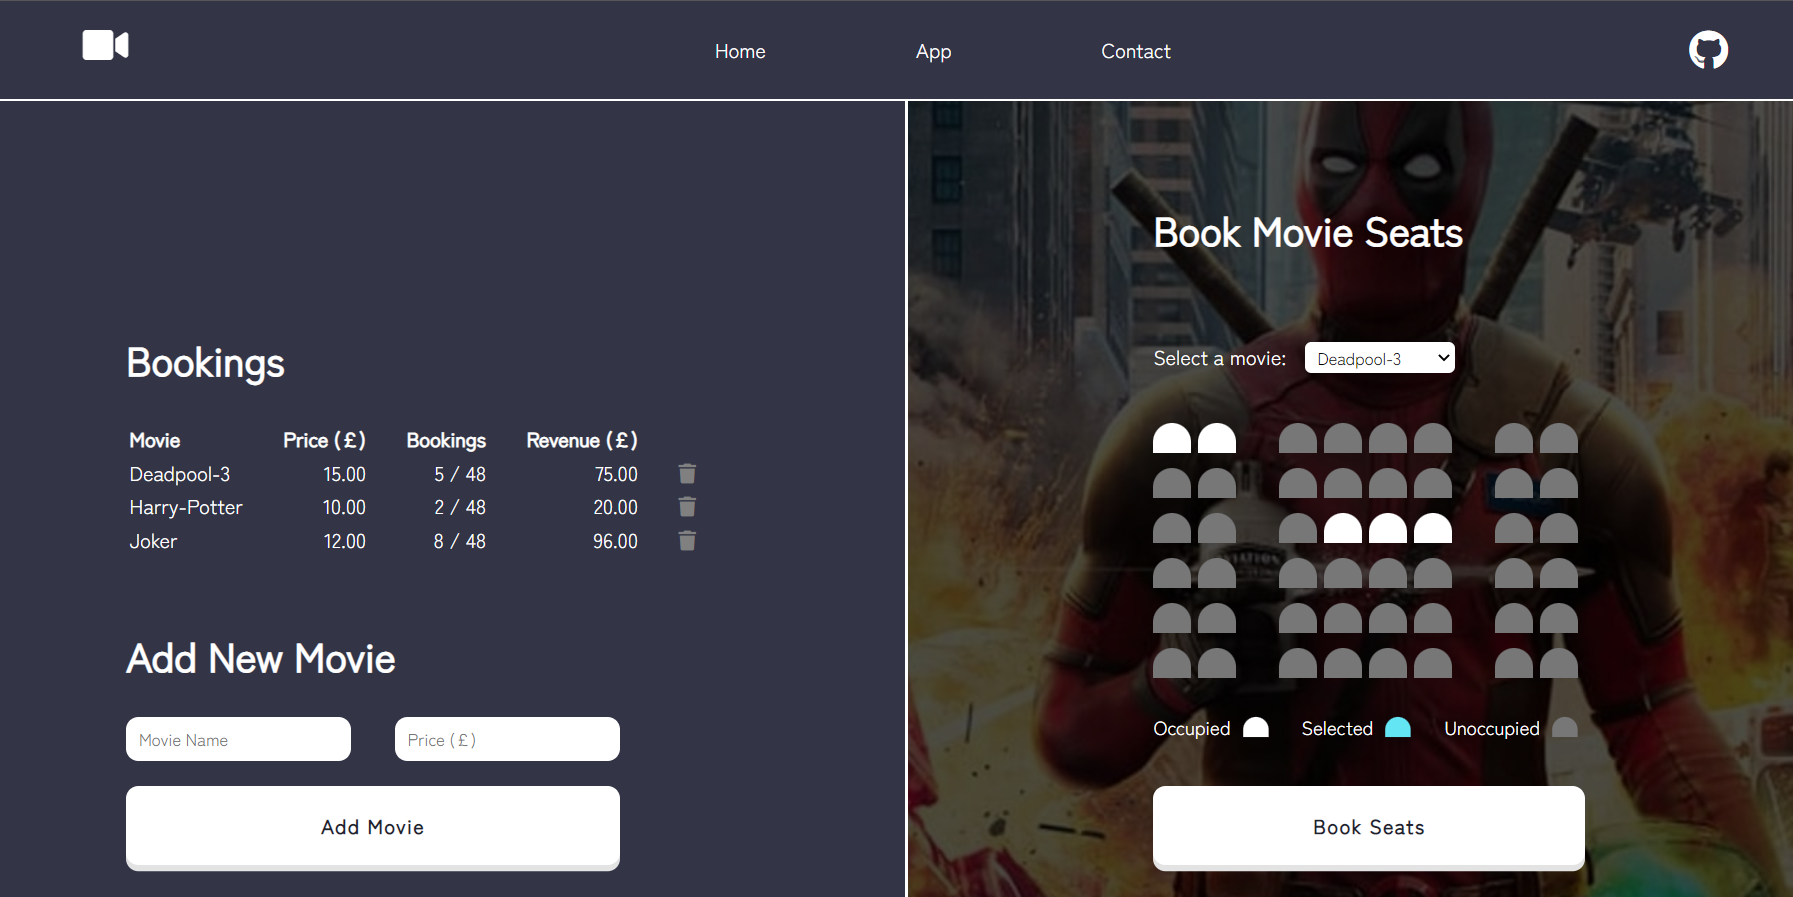 Home App Contact
Bookings
Movie Price (£) Bookings Revenue (£)
Deadpool-3 15.00 5 / 48 75.00
Harry-Potter 10.00 2 / 48 20.00
Joker 12.00 8 / 48 96.00
Add New Movie
Movie Name Price (£)
Add Movie
Book Movie Seats
Select a movie: Deadpool-3
Occupied Selected Unoccupied
Book Seats